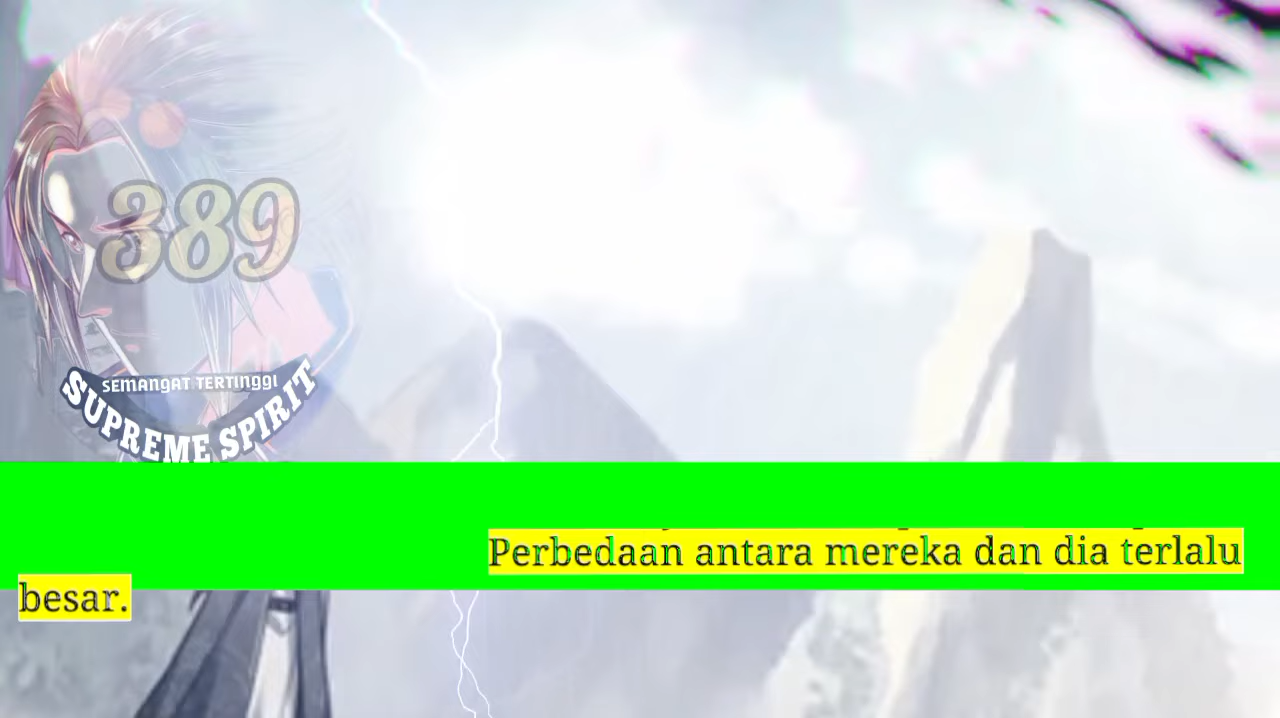 389
SEMANGAT TERTINGGI
SUPREME SPIRIT
Perbedaan antara mereka dan dia terlalu
besar.